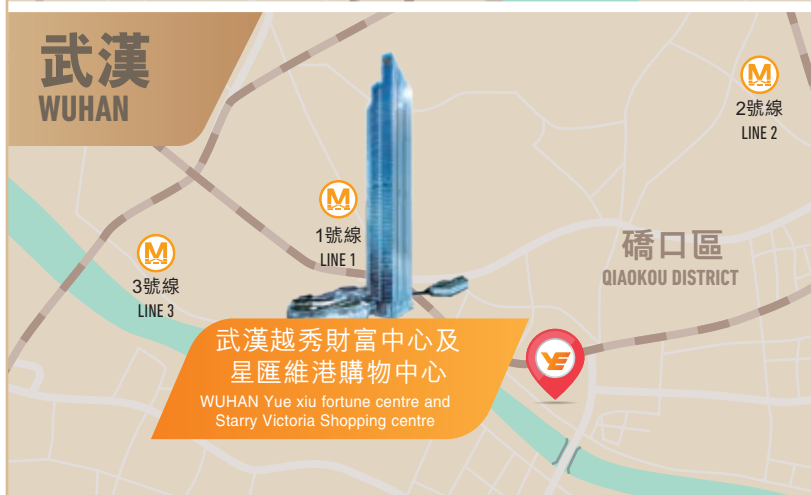 武漢
WUHAN
M
2號線
LINE 2
M
1號線
LINE 1
M
3號線
LINE 3
礄口區
QIAOKOU DISTRICT
武漢越秀財富中心及
星匯維港購物中心
WUHAN Yue xiu fortune centre and
Starry Victoria Shopping centre
YE